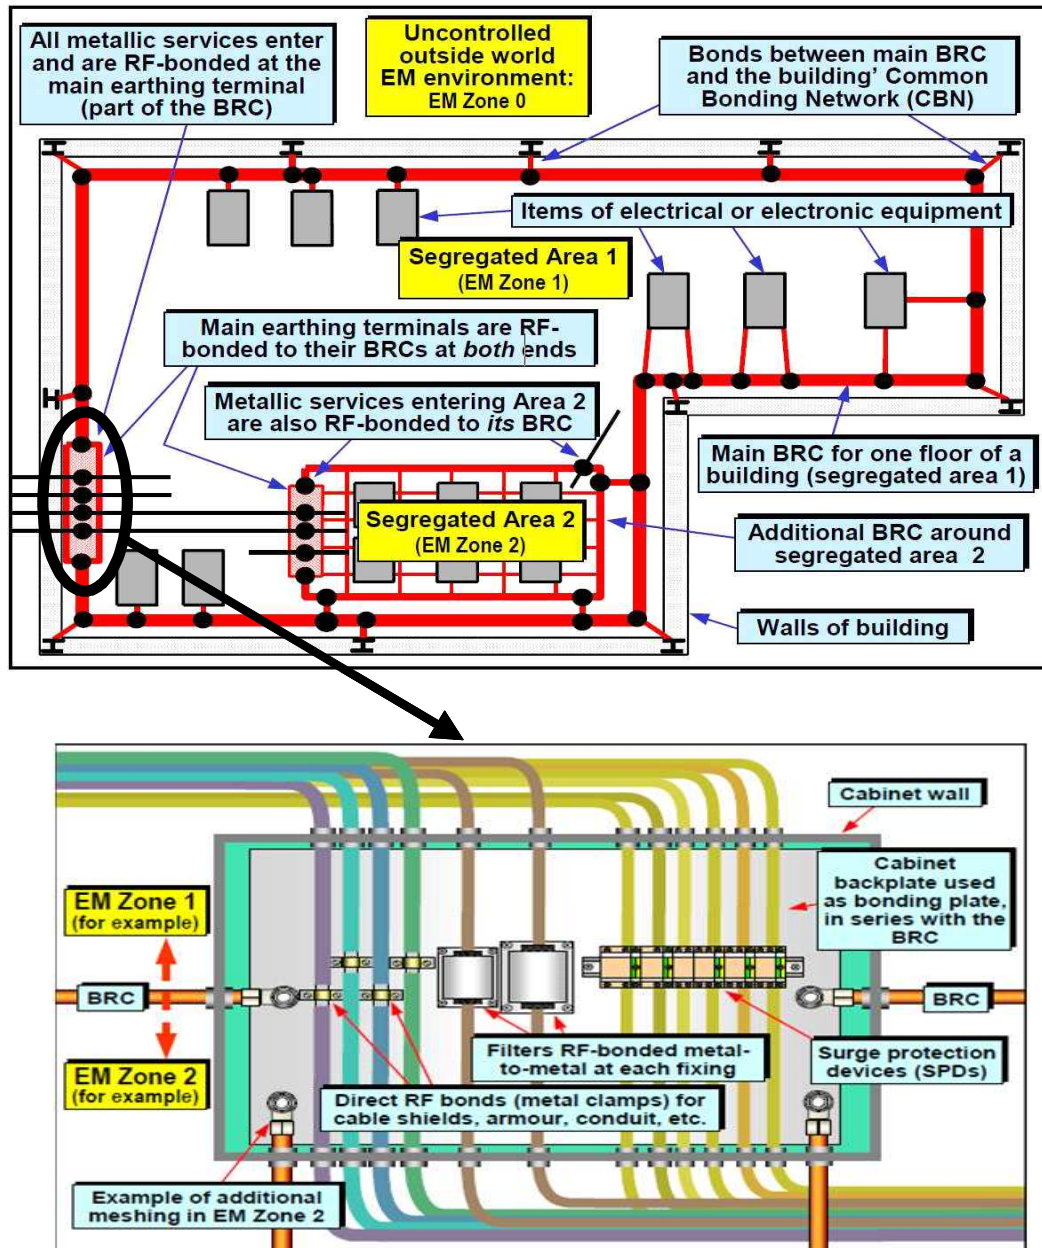 All metallic services enter
and are RF-bonded at the
main earthing terminal
(part of the BRC)
Uncontrolled
outside world
EM environment:
EM Zone 0
Bonds between main BRC
and the building’ Common
Bonding Network (CBN)
Items of electrical or electronic equipment
Segregated Area 1
(EM Zone 1)
Main earthing terminals are RF-
bonded to their BRCs at both ends
Metallic services entering Area 2
are also RF-bonded to its BRC
Main BRC for one floor of a
building (segregated area 1)
Segregated Area 2
(EM Zone 2)
Additional BRC around
segregated area 2
Walls of building
Cabinet wall
Cabinet
backplate used
as bonding plate,
in series with the
BRC
EM Zone 1
(for example)
BRC
BRC
EM Zone 2
(for example)
Filters RF-bonded metal-
to-metal at each fixing
Surge protection
devices (SPDs)
Direct RF bonds (metal clamps) for
cable shields, armour, conduit, etc.
Example of additional
meshing in EM Zone 2